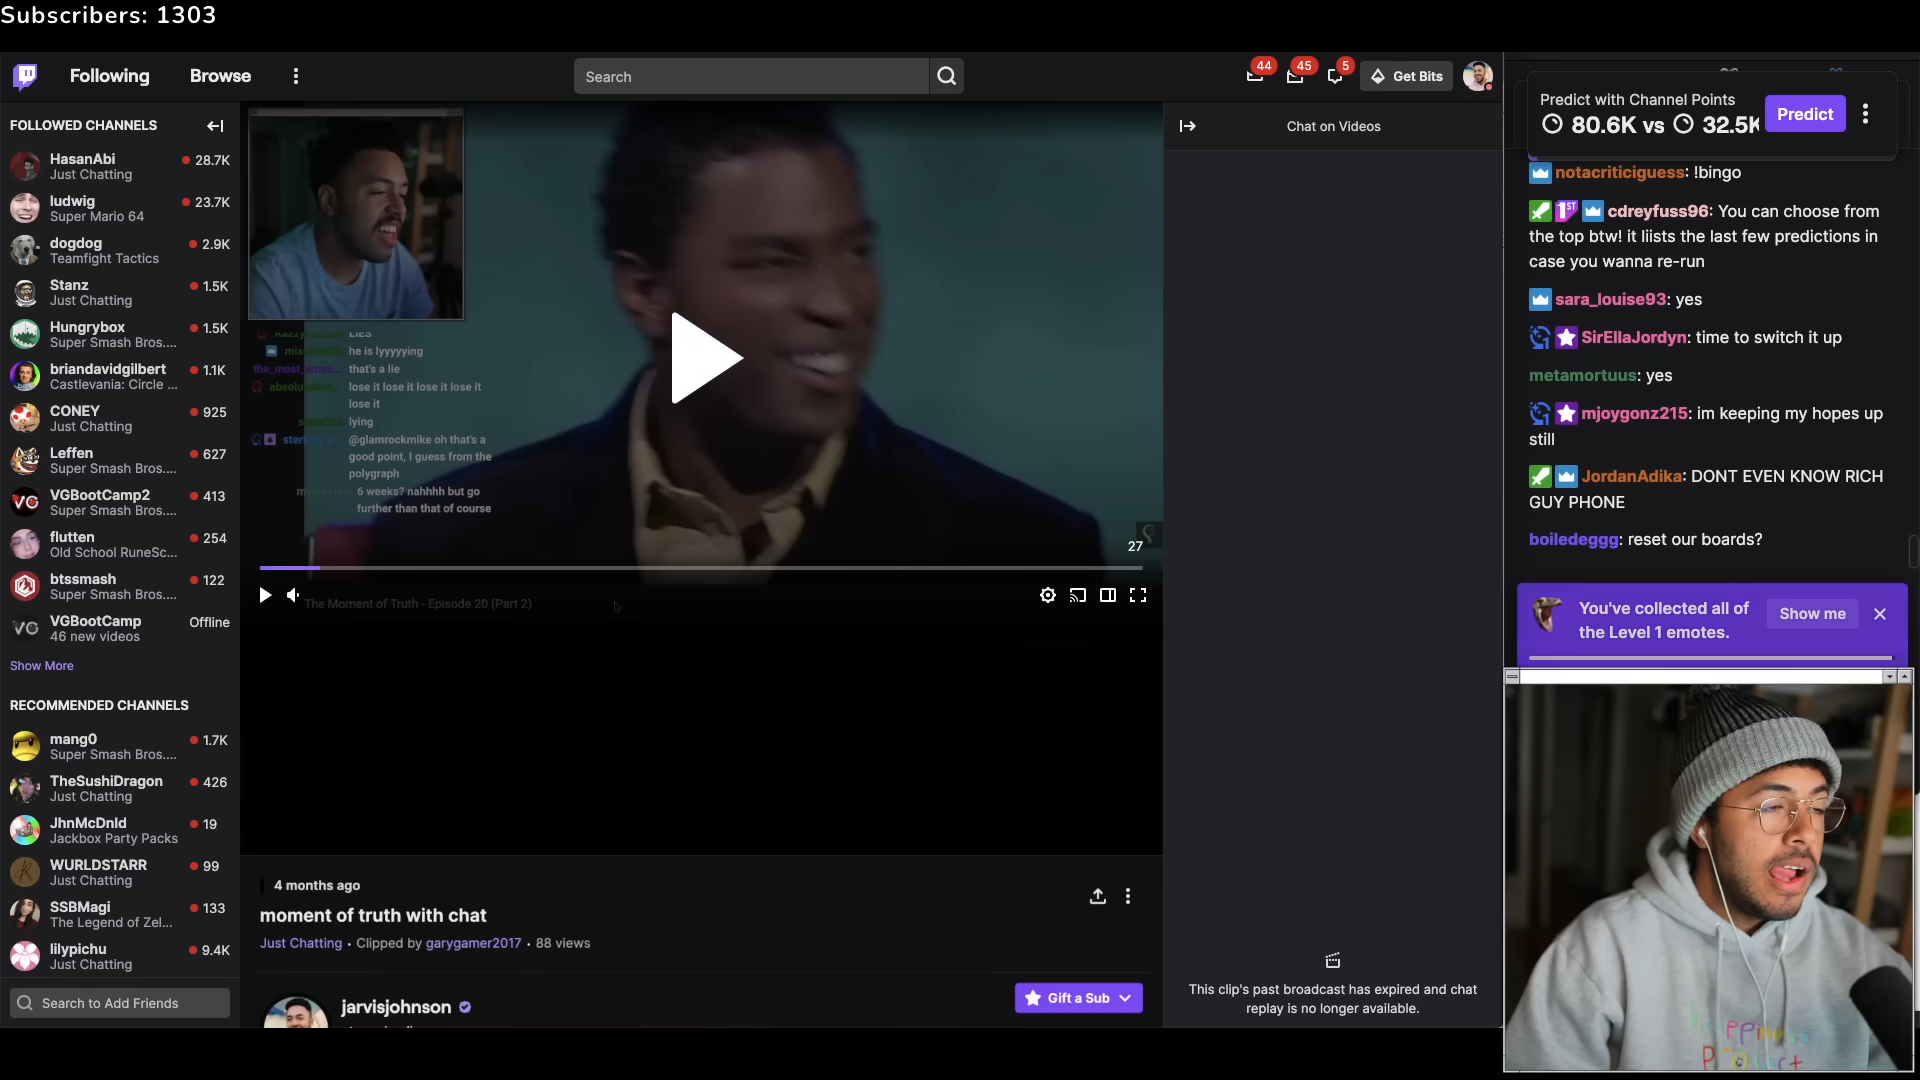 Subscribers: 1303
Following
Browse
Search
44
45
5
Get Bits
FOLLOWED CHANNELS
HasanAbi
28.7K
Just Chatting
ludwig
23.7K
Super Mario 64
dogdog
2.9K
Teamfight Tactics
Stanz
1.5K
Just Chatting
Hungrybox
1.5K
Super Smash Bros....
briandavidgilbert
1.1K
Castlevania: Circle ...
CONEY
925
Just Chatting
Leffen
627
Super Smash Bros....
VGBootCamp2
413
Super Smash Bros....
flutten
254
Old School RuneSc...
btssmash
122
Super Smash Bros....
VGBootCamp
Offline
46 new videos
Show More
RECOMMENDED CHANNELS
mang0
1.7K
Super Smash Bros....
TheSushiDragon
426
Just Chatting
JhnMcDnld
19
Jackbox Party Packs
WURLDSTARR
99
Just Chatting
SSBMagi
133
The Legend of Zel...
lilypichu
9.4K
Just Chatting
Search to Add Friends
LIES
he is lyyyyying
that's a lie
lose it lose it lose it lose it
lose it
lying
@glamrockmike oh that's a
good point, I guess from the
polygraph
6 weeks? nahhhh but go
further than that of course
27
The Moment of Truth - Episode 20 (Part 2)
4 months ago
moment of truth with chat
Just Chatting • Clipped by garygamer2017 • 88 views
jarvisjohnson
Gift a Sub
Chat on Videos
This clip's past broadcast has expired and chat
replay is no longer available.
Predict with Channel Points
80.6K vs 32.5K
Predict
notacriticiguess: !bingo
1ST cdreyfuss96: You can choose from
the top btw! it liists the last few predictions in
case you wanna re-run
sara_louise93: yes
SirEllaJordyn: time to switch it up
metamortuus: yes
mjoygonz215: im keeping my hopes up
still
JordanAdika: DONT EVEN KNOW RICH
GUY PHONE
boiledeggg: reset our boards?
You've collected all of
the Level 1 emotes.
Show me